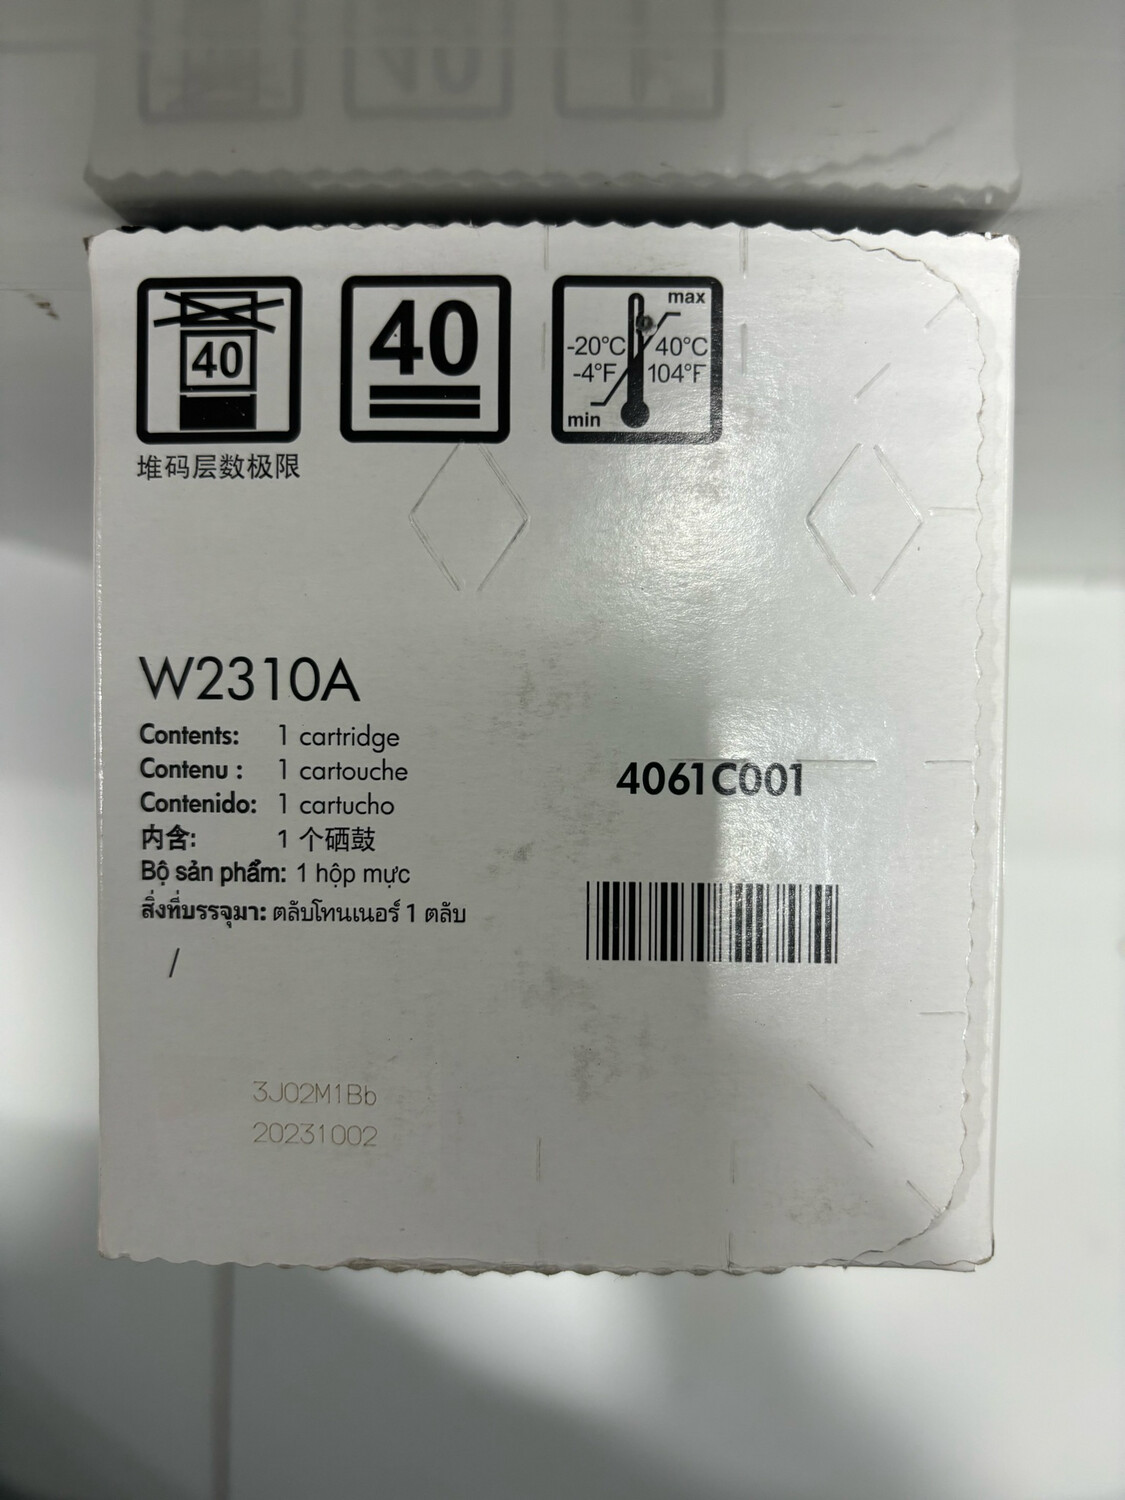 40
堆码层数极限
40
max
-20°C 40°C
-4°F 104°F
min
W2310A
Contents: 1 cartridge
Contenu : 1 cartouche
Contenido: 1 cartucho
内含: 1 个硒鼓
Bộ sản phẩm: 1 hộp mực
สิ่งที่บรรจุมา: ตลับโทนเนอร์ 1 ตลับ
/
4061C001
3J02M1Bb
20231002